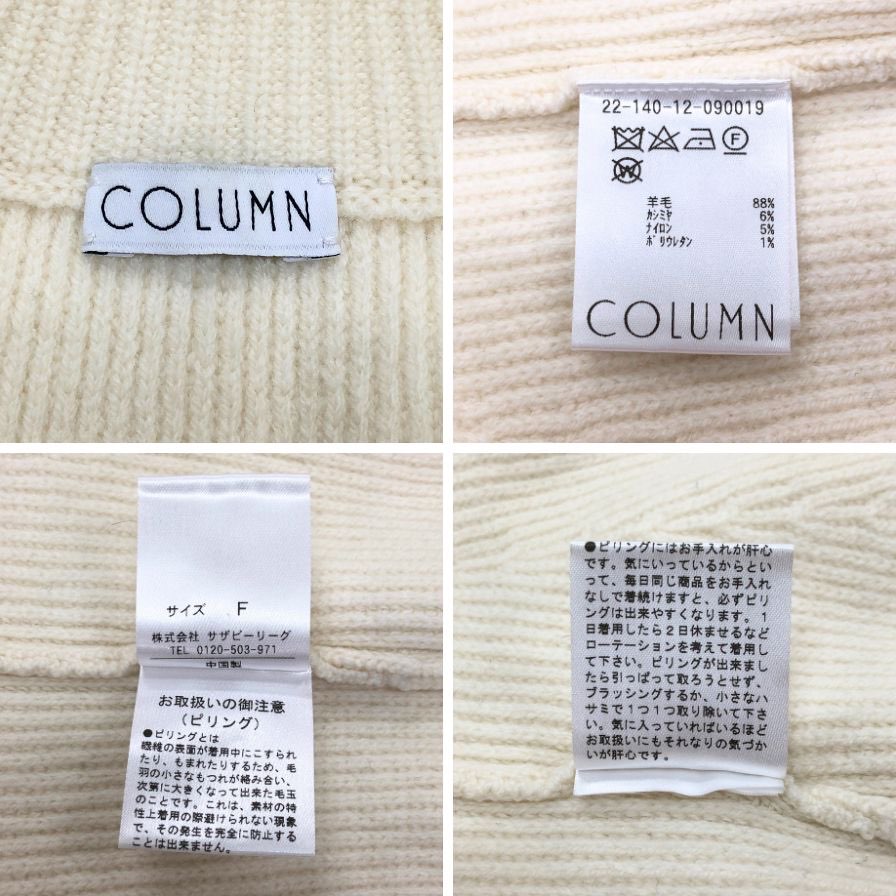 COLUMN
22-140-12-090019
羊毛 88%
カシミヤ 6%
ナイロン 5%
ポリウレタン 1%
COLUMN
サイズ F
株式会社 サザビーリーグ
TEL 0120-503-971
中国製
お取扱いの御注意
(ピリング)
●ピリングとは
繊維の表面が着用中にこすられ
たり、もまれたりするため、毛
羽の小さなもつれが絡み合い、
次第に大きくなって出来た毛玉
のことです。これは、素材の特
性上着用の際避けられない現象
で、その発生を完全に防止する
ことは出来ません。
●ピリングにはお手入れが肝心
です。気にいっているからとい
って、毎日同じ商品をお手入れ
なしで着続けますと、必ずピリ
ングは出来やすくなります。1
日着用したら2日休ませるなど
ローテーションを考えて着用し
て下さい。ピリングが出来まし
たら引っぱって取ろうとせず、
ブラッシングするか、小さなハ
サミで1つ1つ取り除いて下さ
い。気に入っていればいるほど
お取扱いにもそれなりの気づか
いが肝心です。